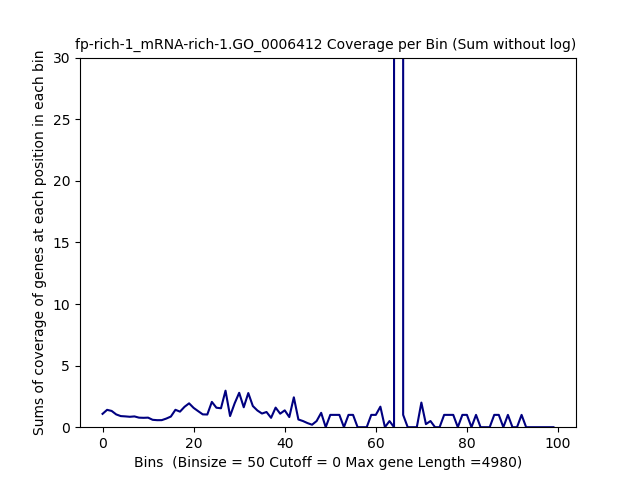 fp-rich-1_mRNA-rich-1.GO_0006412 Coverage per Bin (Sum without log)
Sums of coverage of genes at each position in each bin
30
25
20
15
10
5
0
0 20 40 60 80 100
Bins  (Binsize = 50 Cutoff = 0 Max gene Length =4980)